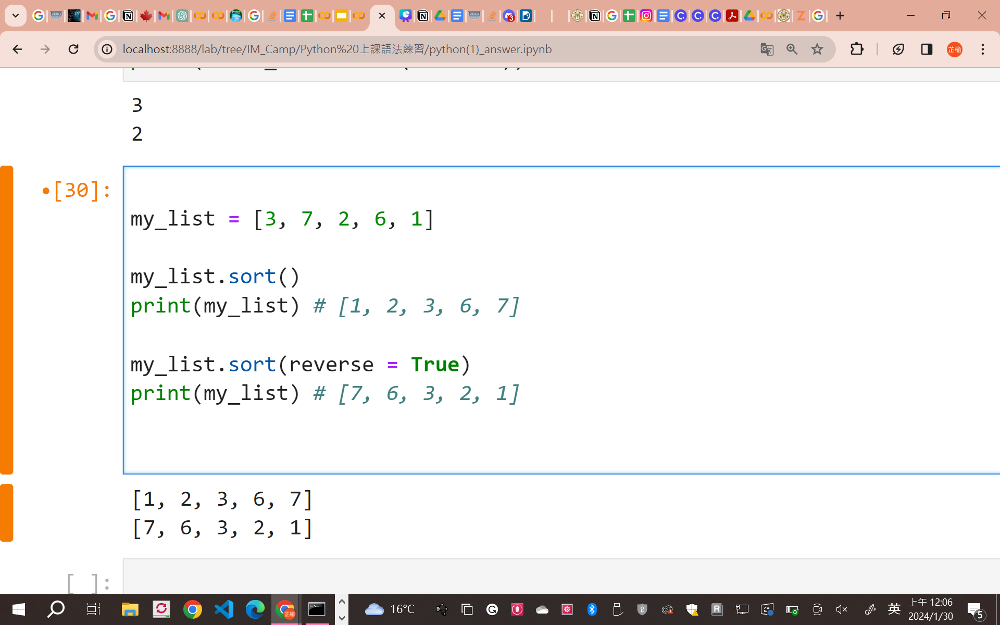 localhost:8888/lab/tree/IM_Camp/Python%20上課語法練習/python(1)_answer.ipynb
芷榆
3
2
•[30]:
my_list = [3, 7, 2, 6, 1]
my_list.sort()
print(my_list) # [1, 2, 3, 6, 7]
my_list.sort(reverse = True)
print(my_list) # [7, 6, 3, 2, 1]
[1, 2, 3, 6, 7]
[7, 6, 3, 2, 1]
[ ]:
16°C
英
上午 12:06
2024/1/30
5